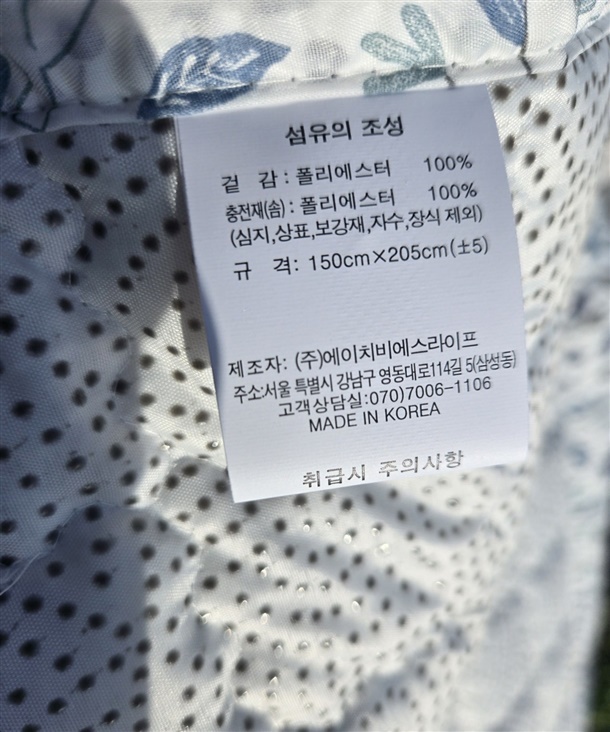 섬유의 조성
겉 감 : 폴리에스터 100%
충전재(솜) : 폴리에스터 100%
(심지,상표,보강재,자수,장식 제외)
규 격: 150cm×205cm(±5)
제조자: (주)에이치비에스라이프
주소:서울 특별시 강남구 영동대로114길 5(삼성동)
고객상담실:070)7006-1106
MADE IN KOREA
취급시 주의사항